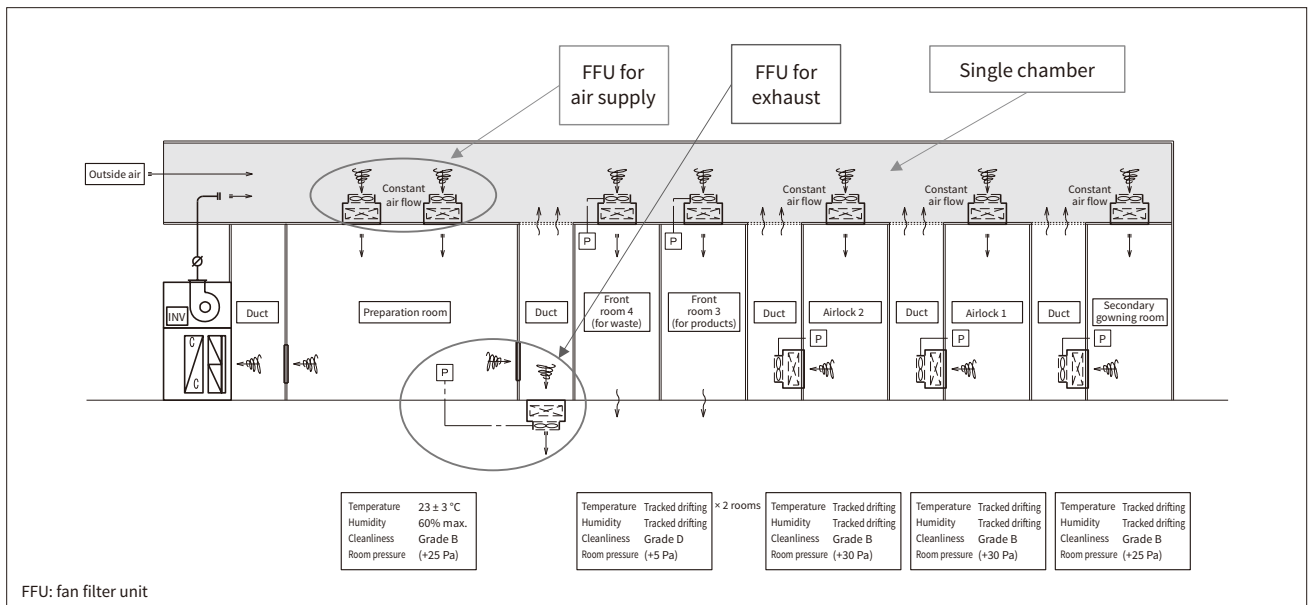 FFU for
air supply
FFU for
exhaust
Single chamber
Outside air
Constant
air flow
Constant
air flow
Constant
air flow
Constant
air flow
P
P
INV
C
C
Duct
Preparation room
Duct
Front
room 4
(for waste)
Front
room 3
(for products)
Duct
Airlock 2
Duct
Airlock 1
Duct
Secondary
gowning room
P
P
P
P
Temperature 23 ± 3 °C
Humidity 60% max.
Cleanliness Grade B
Room pressure (+25 Pa)
Temperature Tracked drifting
Humidity Tracked drifting
Cleanliness Grade D
Room pressure (+5 Pa)
× 2 rooms
Temperature Tracked drifting
Humidity Tracked drifting
Cleanliness Grade B
Room pressure (+30 Pa)
Temperature Tracked drifting
Humidity Tracked drifting
Cleanliness Grade B
Room pressure (+30 Pa)
Temperature Tracked drifting
Humidity Tracked drifting
Cleanliness Grade B
Room pressure (+25 Pa)
FFU: fan filter unit